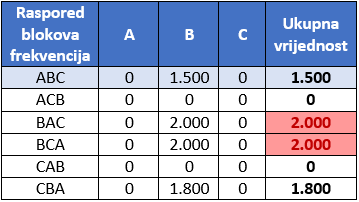 Raspored blokova frekvencija A B C Ukupna vrijednost
ABC 0 1.500 0 1.500
ACB 0 0 0 0
BAC 0 2.000 0 2.000
BCA 0 2.000 0 2.000
CAB 0 0 0 0
CBA 0 1.800 0 1.800